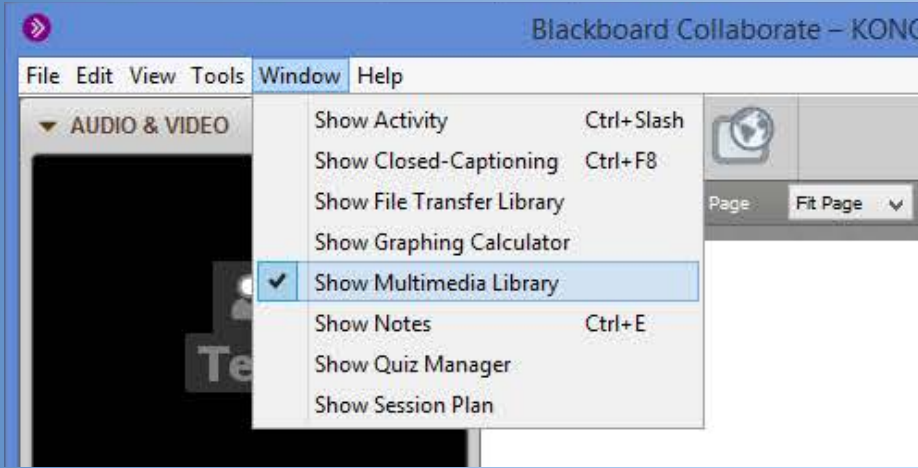 Blackboard Collaborate – KONG
File Edit View Tools Window Help
AUDIO & VIDEO
Show Activity Ctrl+Slash
Show Closed-Captioning Ctrl+F8
Show File Transfer Library
Page Fit Page
Show Graphing Calculator
Show Multimedia Library
Show Notes Ctrl+E
Te
Show Quiz Manager
Show Session Plan